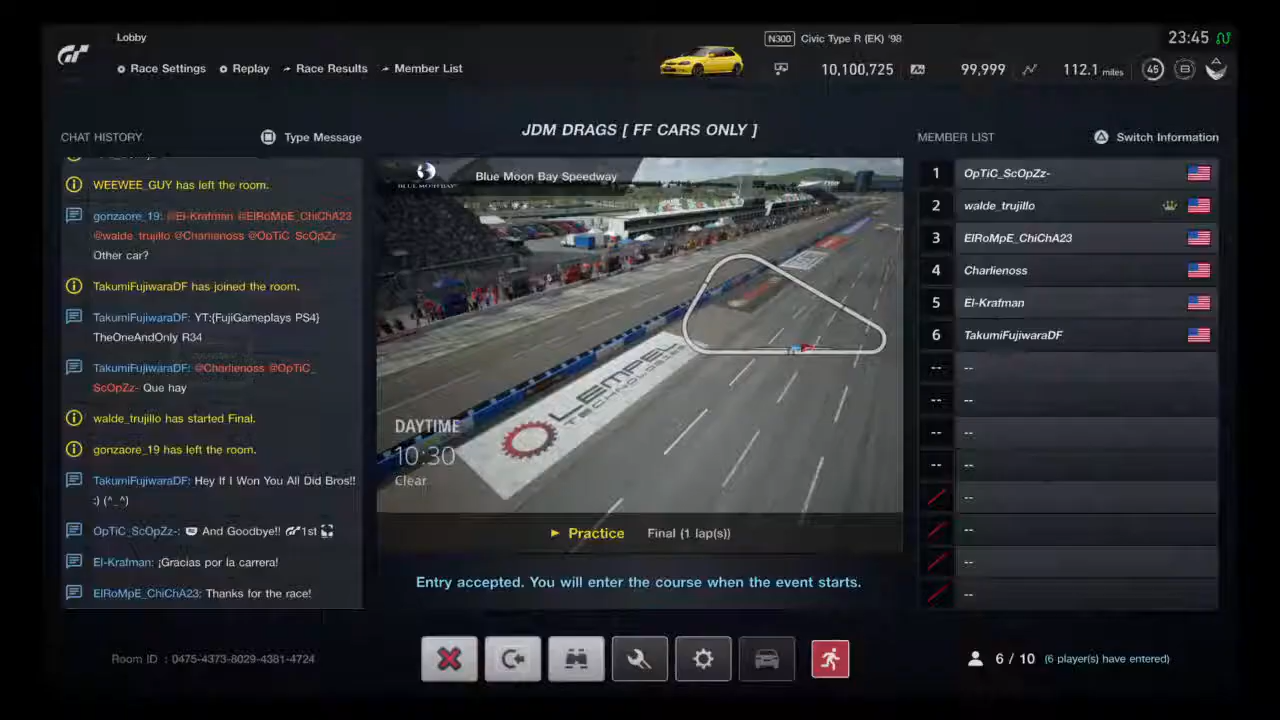 Lobby
N300 Civic Type R (EK) '98
23:45
Race Settings Replay Race Results Member List
10,100,725 99,999 112.1 miles 45
CHAT HISTORY
Type Message
JDM DRAGS [ FF CARS ONLY ]
MEMBER LIST
Switch Information
WEEWEE_GUY has left the room.
gonzaore_19: @El-Krafman @ElRoMpE_ChiChA23
@walde_trujillo @Charlienoss @OpTiC_ScOpZz-
Other car?
TakumiFujiwaraDF has joined the room.
TakumiFujiwaraDF: YT:{FujiGameplays PS4}
TheOneAndOnly R34
TakumiFujiwaraDF: @Charlienoss @OpTiC_
ScOpZz- Que hay
walde_trujillo has started Final.
gonzaore_19 has left the room.
TakumiFujiwaraDF: Hey If I Won You All Did Bros!!
:) (^_^)
OpTiC_ScOpZz-: And Goodbye!! 1st
El-Krafman: ¡Gracias por la carrera!
ElRoMpE_ChiChA23: Thanks for the race!
BLUE MOON BAY
Blue Moon Bay Speedway
LEMPEL
TECHNOLOGIES
DAYTIME
10:30
Clear
Practice Final (1 lap(s))
Entry accepted. You will enter the course when the event starts.
1 OpTiC_ScOpZz-
2 walde_trujillo
3 ElRoMpE_ChiChA23
4 Charlienoss
5 El-Krafman
6 TakumiFujiwaraDF
-- --
-- --
-- --
-- --
--
--
--
--
Room ID : 0475-4373-8029-4381-4724
6 / 10 (6 player(s) have entered)